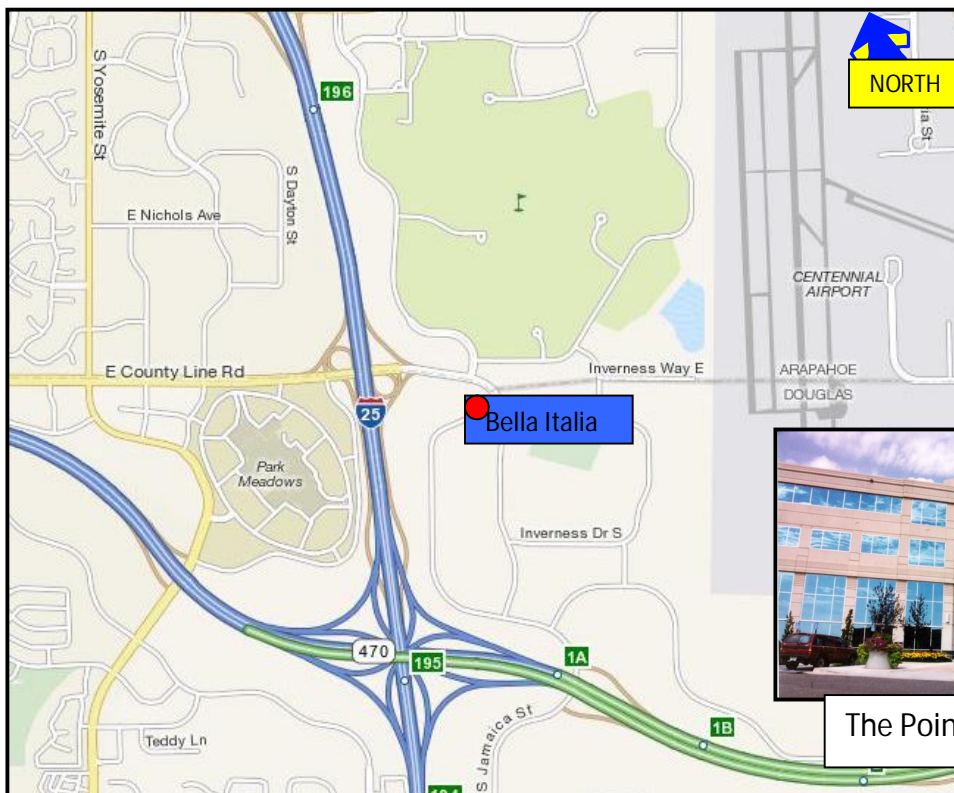 S Yosemite St
196
NORTH
S Dayton St
E Nichols Ave
CENTENNIAL
AIRPORT
E County Line Rd
Inverness Way E
ARAPAHOE
DOUGLAS
25
Bella Italia
Park
Meadows
Inverness Dr S
470
195
1A
S Jamaica St
1B
Teddy Ln
The Poin